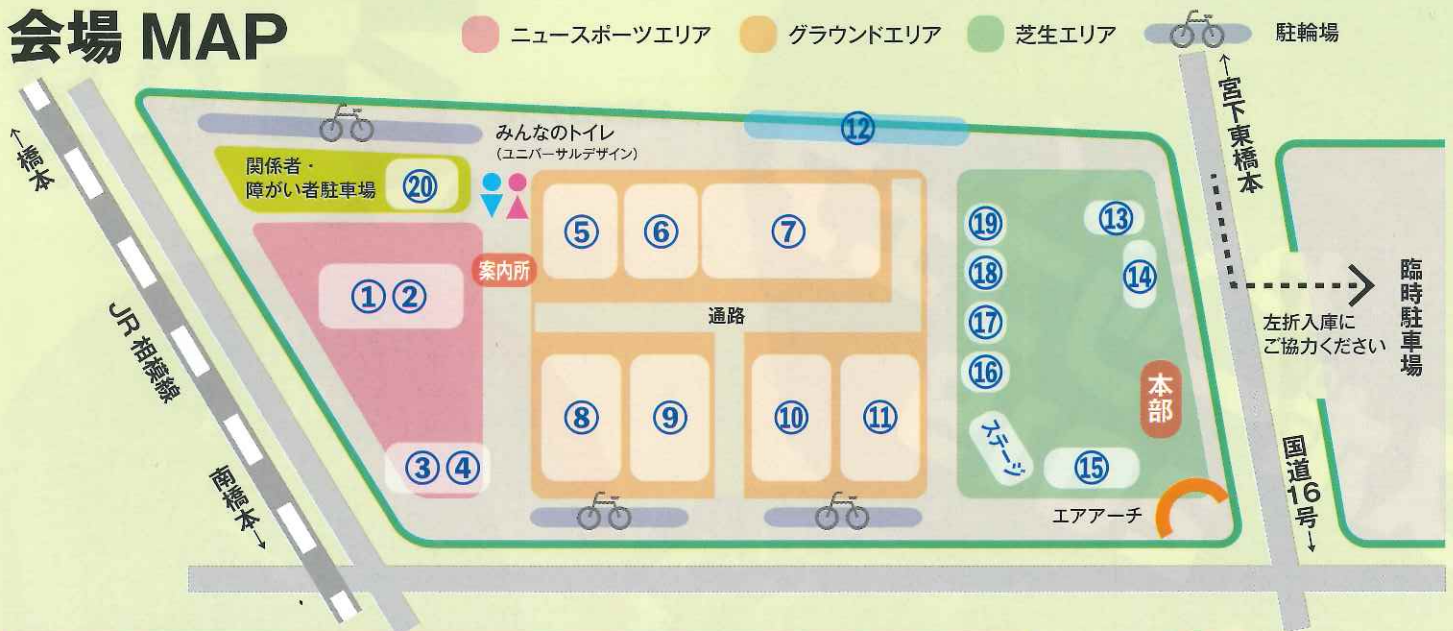 会場 MAP
ニュースポーツエリア
グラウンドエリア
芝生エリア
駐輪場
←橋本
JR相模線
南橋本→
関係者・
障がい者駐車場
⑳
みんなのトイレ
(ユニバーサルデザイン)
案内所
①②
③④
⑤
⑥
⑦
通路
⑧
⑨
⑩
⑪
⑫
⑬
⑭
⑲
⑱
⑰
⑯
ステージ
⑮
本部
エアアーチ
←宮下東橋本
国道16号→
左折入庫に
ご協力ください
臨時駐車場